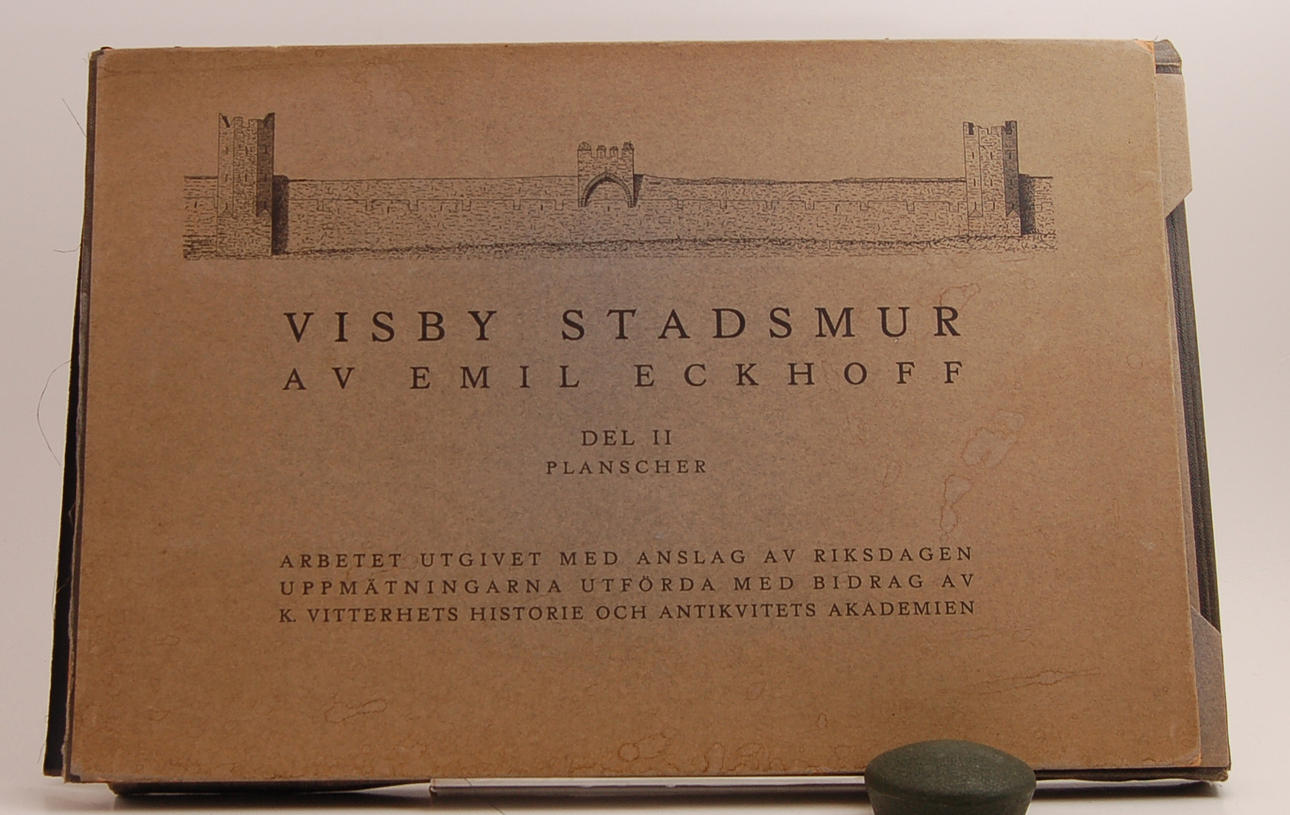 VISBY STADSMUR
AV EMIL ECKHOFF
DEL II
PLANSCHER
ARBETET UTGIVET MED ANSLAG AV RIKSDAGEN
UPPMÄTNINGARNA UTFÖRDA MED BIDRAG AV
K. VITTERHETS HISTORIE OCH ANTIKVITETS AKADEMIEN